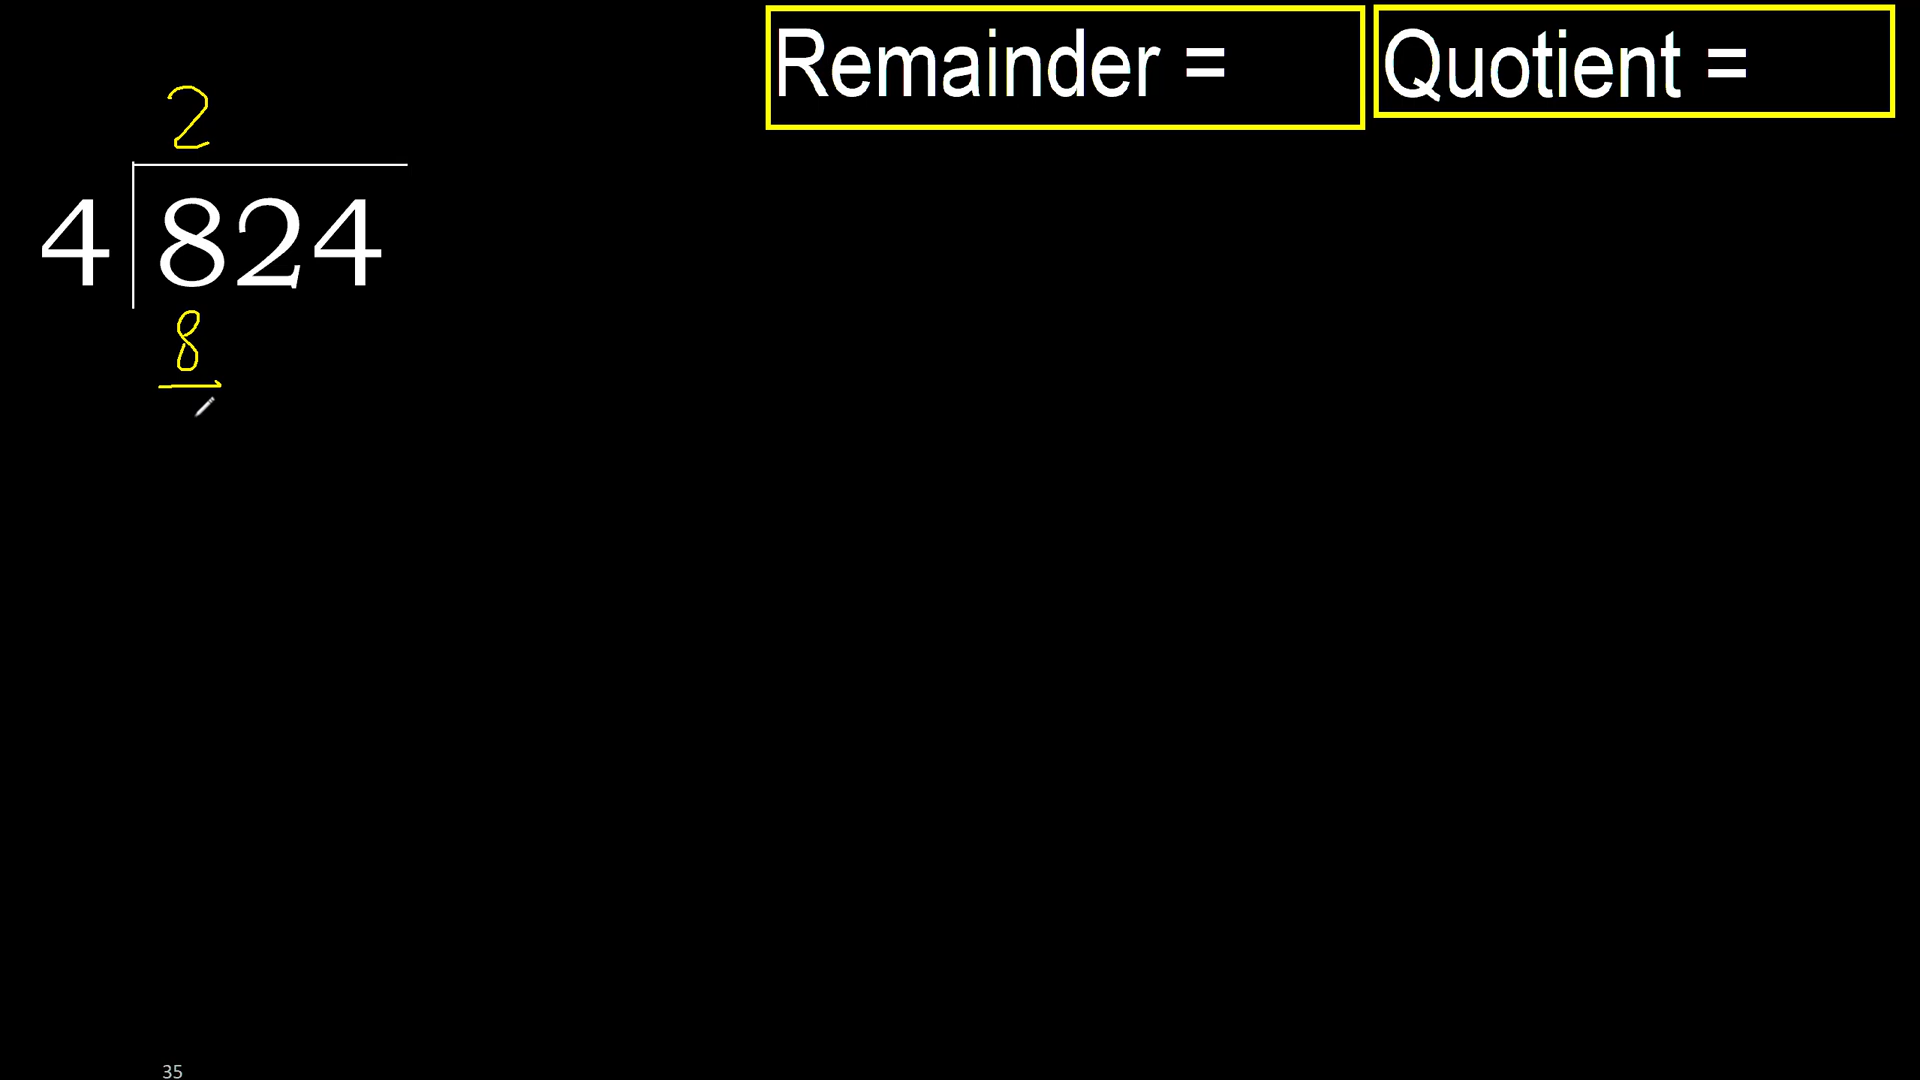 Remainder = Quotient =
2
4 824
8
35